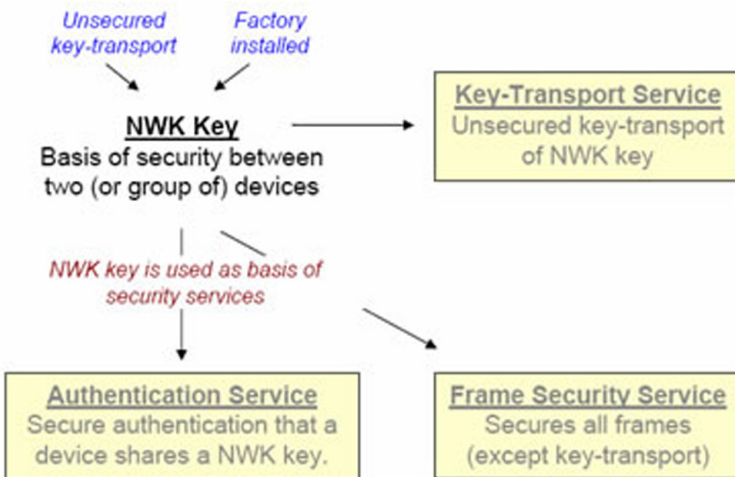 Unsecured
key-transport
Factory
installed
NWK Key
Basis of security between
two (or group of) devices
Key-Transport Service
Unsecured key-transport
of NWK key
NWK key is used as basis of
security services
Authentication Service
Secure authentication that a
device shares a NWK key.
Frame Security Service
Secures all frames
(except key-transport)